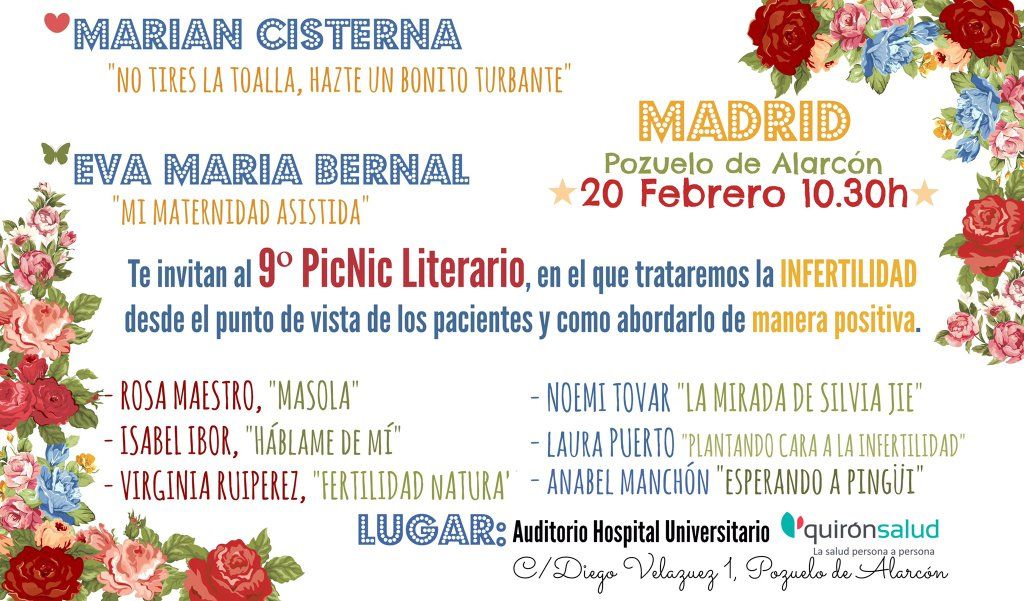 MARIAN CISTERNA
"NO TIRES LA TOALLA, HAZTE UN BONITO TURBANTE"
EVA MARIA BERNAL
"MI MATERNIDAD ASISTIDA"
MADRID
Pozuelo de Alarcón
20 Febrero 10.30h
Te invitan al 9º PicNic Literario, en el que trataremos la INFERTILIDAD
desde el punto de vista de los pacientes y como abordarlo de manera positiva.
- ROSA MAESTRO, "MASOLA"
- ISABEL IBOR, "HÁBLAME DE MÍ"
- VIRGINIA RUIPEREZ, "FERTILIDAD NATURA'
- NOEMI TOVAR "LA MIRADA DE SILVIA JIE"
- LAURA PUERTO "PLANTANDO CARA A LA INFERTILIDAD"
- ANABEL MANCHÓN "ESPERANDO A PINGÜI"
LUGAR: Auditorio Hospital Universitario quirónsalud
La salud persona a persona
C/Diego Velazquez 1, Pozuelo de Alarcón